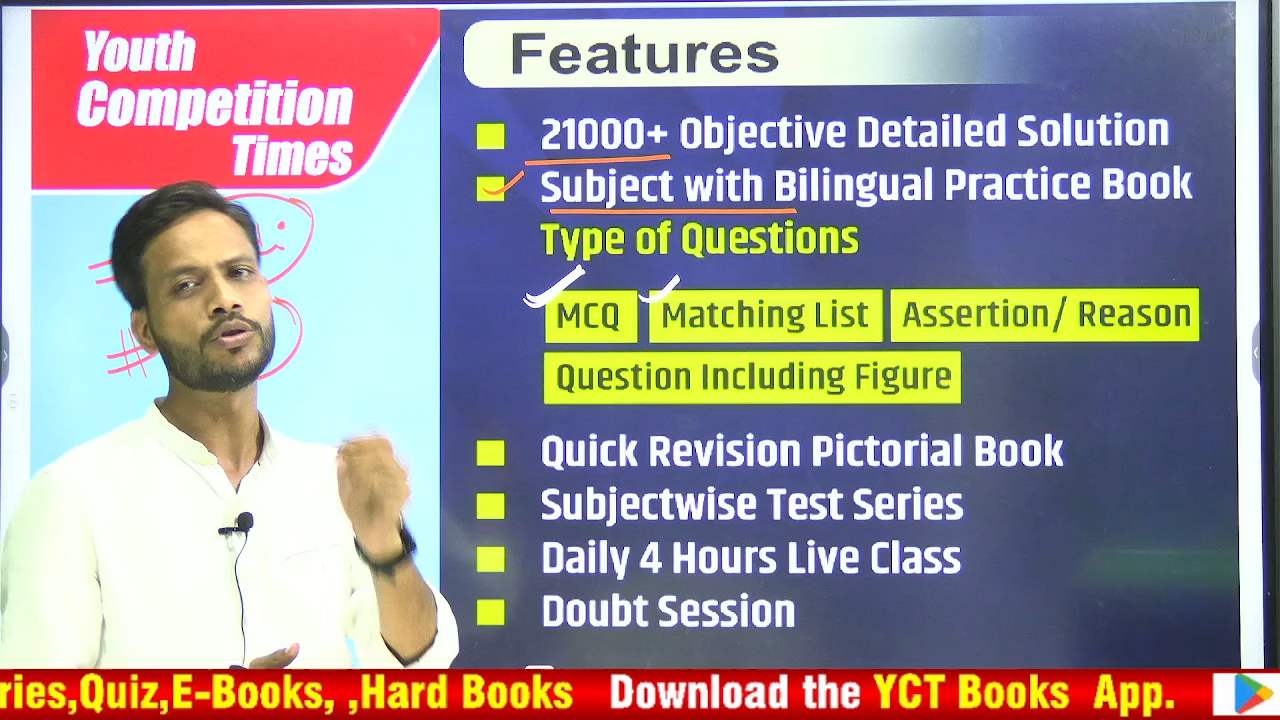 Youth
Competition
Times
Features
21000+ Objective Detailed Solution
Subject with Bilingual Practice Book
Type of Questions
MCQ
Matching List
Assertion/ Reason
Question Including Figure
Quick Revision Pictorial Book
Subjectwise Test Series
Daily 4 Hours Live Class
Doubt Session
ries,Quiz,E-Books, ,Hard Books Download the YCT Books App.